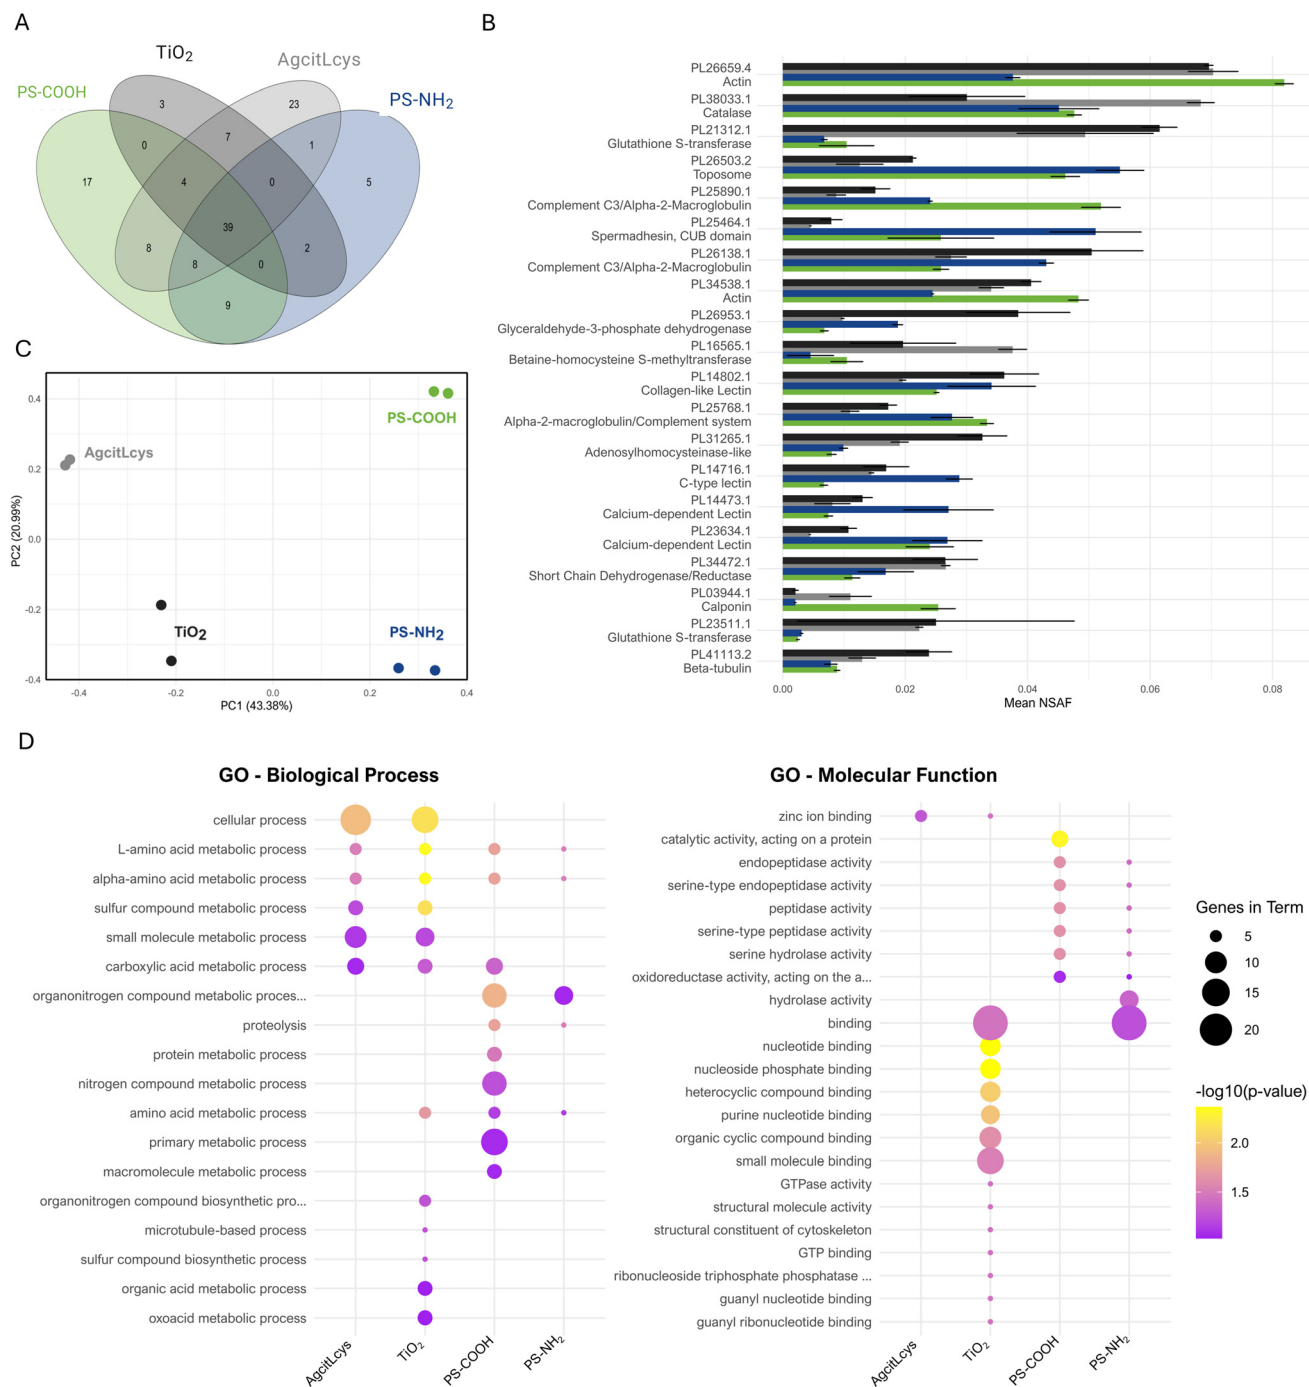 A
TiO2
AgcitLcys
PS-COOH
PS-NH2
3
23
0
7
1
17
4
0
5
39
8
8
0
2
9
B
PL26659.4
Actin
PL38033.1
Catalase
PL21312.1
Glutathione S-transferase
PL26503.2
Toposome
PL25890.1
Complement C3/Alpha-2-Macroglobulin
PL25464.1
Spermadhesin, CUB domain
PL26138.1
Complement C3/Alpha-2-Macroglobulin
PL34538.1
Actin
PL26953.1
Glyceraldehyde-3-phosphate dehydrogenase
PL16565.1
Betaine-homocysteine S-methyltransferase
PL14802.1
Collagen-like Lectin
PL25768.1
Alpha-2-macroglobulin/Complement system
PL31265.1
Adenosylhomocysteinase-like
PL14716.1
C-type lectin
PL14473.1
Calcium-dependent Lectin
PL23634.1
Calcium-dependent Lectin
PL34472.1
Short Chain Dehydrogenase/Reductase
PL03944.1
Calponin
PL23511.1
Glutathione S-transferase
PL41113.2
Beta-tubulin
0.00 0.02 0.04 0.06 0.08
Mean NSAF
C
PS-COOH
AgcitLcys
TiO2
PS-NH2
0.4
0.2
0.0
-0.2
-0.4
PC2 (20.99%)
-0.4 -0.2 0.0 0.2 0.4
PC1 (43.38%)
D
GO - Biological Process
cellular process
L-amino acid metabolic process
alpha-amino acid metabolic process
sulfur compound metabolic process
small molecule metabolic process
carboxylic acid metabolic process
organonitrogen compound metabolic proces...
proteolysis
protein metabolic process
nitrogen compound metabolic process
amino acid metabolic process
primary metabolic process
macromolecule metabolic process
organonitrogen compound biosynthetic pro...
microtubule-based process
sulfur compound biosynthetic process
organic acid metabolic process
oxoacid metabolic process
AgcitLcys TiO2 PS-COOH PS-NH2
GO - Molecular Function
zinc ion binding
catalytic activity, acting on a protein
endopeptidase activity
serine-type endopeptidase activity
peptidase activity
serine-type peptidase activity
serine hydrolase activity
oxidoreductase activity, acting on the a...
hydrolase activity
binding
nucleotide binding
nucleoside phosphate binding
heterocyclic compound binding
purine nucleotide binding
organic cyclic compound binding
small molecule binding
GTPase activity
structural molecule activity
structural constituent of cytoskeleton
GTP binding
ribonucleoside triphosphate phosphatase ...
guanyl nucleotide binding
guanyl ribonucleotide binding
AgcitLcys TiO2 PS-COOH PS-NH2
Genes in Term
5
10
15
20
-log10(p-value)
2.0
1.5